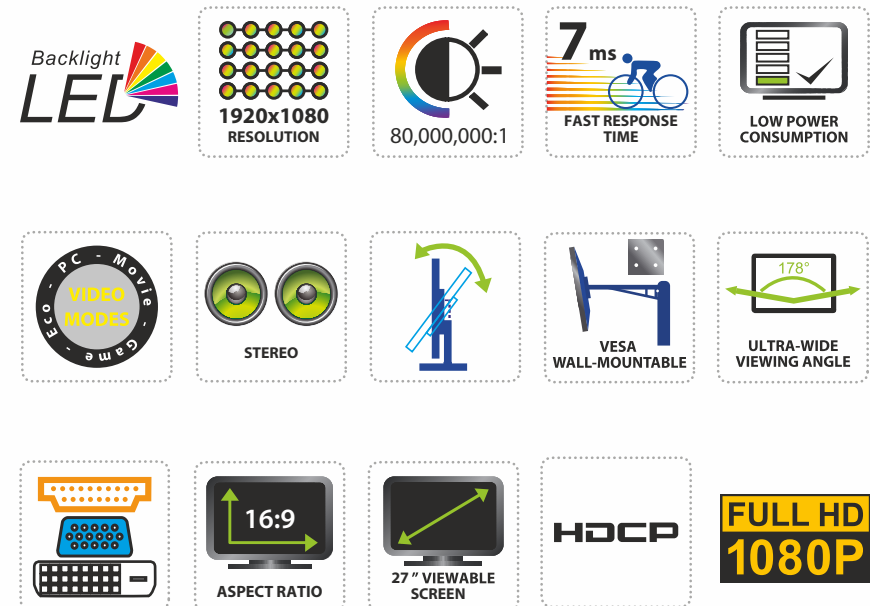 Backlight
LED
1920x1080
RESOLUTION
80,000,000:1
7 ms
FAST RESPONSE
TIME
LOW POWER
CONSUMPTION
Eco - PC - Movie - Game -
VIDEO
MODES
STEREO
VESA
WALL-MOUNTABLE
178°
ULTRA-WIDE
VIEWING ANGLE
16:9
ASPECT RATIO
27 " VIEWABLE
SCREEN
HDCP
FULL HD
1080P